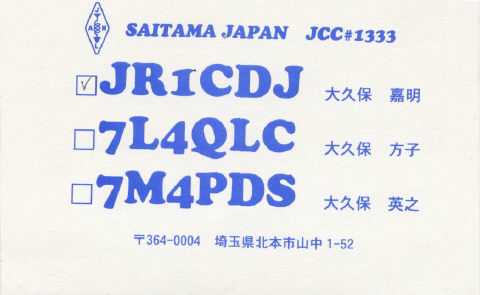 SAITAMA JAPAN JCC#1333
JR1CDJ 大久保 嘉明
7L4QLC 大久保 方子
7M4PDS 大久保 英之
〒364-0004 埼玉県北本市山中1-52